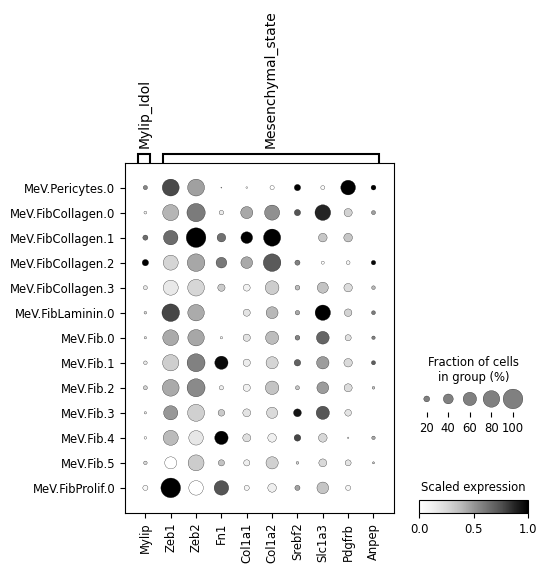 Mylip_Idol
Mesenchymal_state
MeV.Pericytes.0
MeV.FibCollagen.0
MeV.FibCollagen.1
MeV.FibCollagen.2
MeV.FibCollagen.3
MeV.FibLaminin.0
MeV.Fib.0
MeV.Fib.1
MeV.Fib.2
MeV.Fib.3
MeV.Fib.4
MeV.Fib.5
MeV.FibProlif.0
Mylip
Zeb1
Zeb2
Fn1
Col1a1
Col1a2
Srebf2
Slc1a3
Pdgfrb
Anpep
Fraction of cells
in group (%)
20 40 60 80 100
Scaled expression
0.0 0.5 1.0